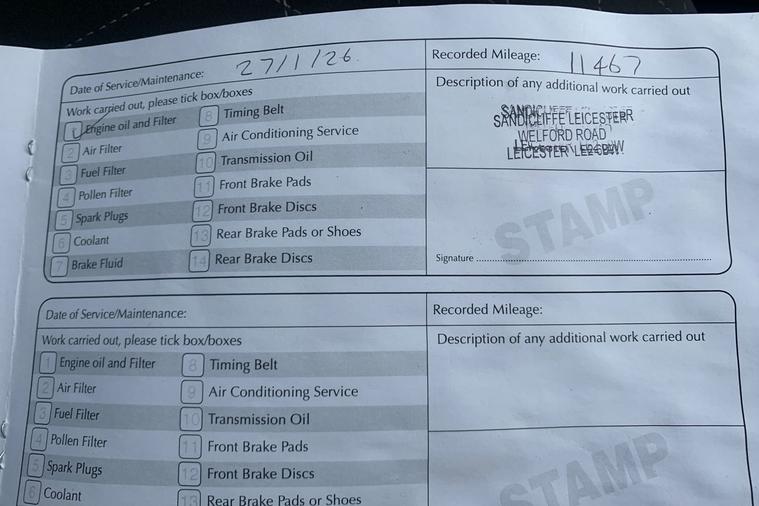 Date of Service/Maintenance: 27/1/26
Recorded Mileage: 11467
Work carried out, please tick box/boxes
Description of any additional work carried out
1 Engine oil and Filter
8 Timing Belt
2 Air Filter
9 Air Conditioning Service
3 Fuel Filter
10 Transmission Oil
4 Pollen Filter
11 Front Brake Pads
5 Spark Plugs
12 Front Brake Discs
6 Coolant
13 Rear Brake Pads or Shoes
7 Brake Fluid
14 Rear Brake Discs
SANDICLIFFE LEICESTER
WELFORD ROAD
LEICESTER
STAMP
Signature
Date of Service/Maintenance:
Recorded Mileage:
Work carried out, please tick box/boxes
Description of any additional work carried out
1 Engine oil and Filter
8 Timing Belt
2 Air Filter
9 Air Conditioning Service
3 Fuel Filter
10 Transmission Oil
4 Pollen Filter
11 Front Brake Pads
5 Spark Plugs
12 Front Brake Discs
6 Coolant
13 Rear Brake Pads or Shoes
STAMP